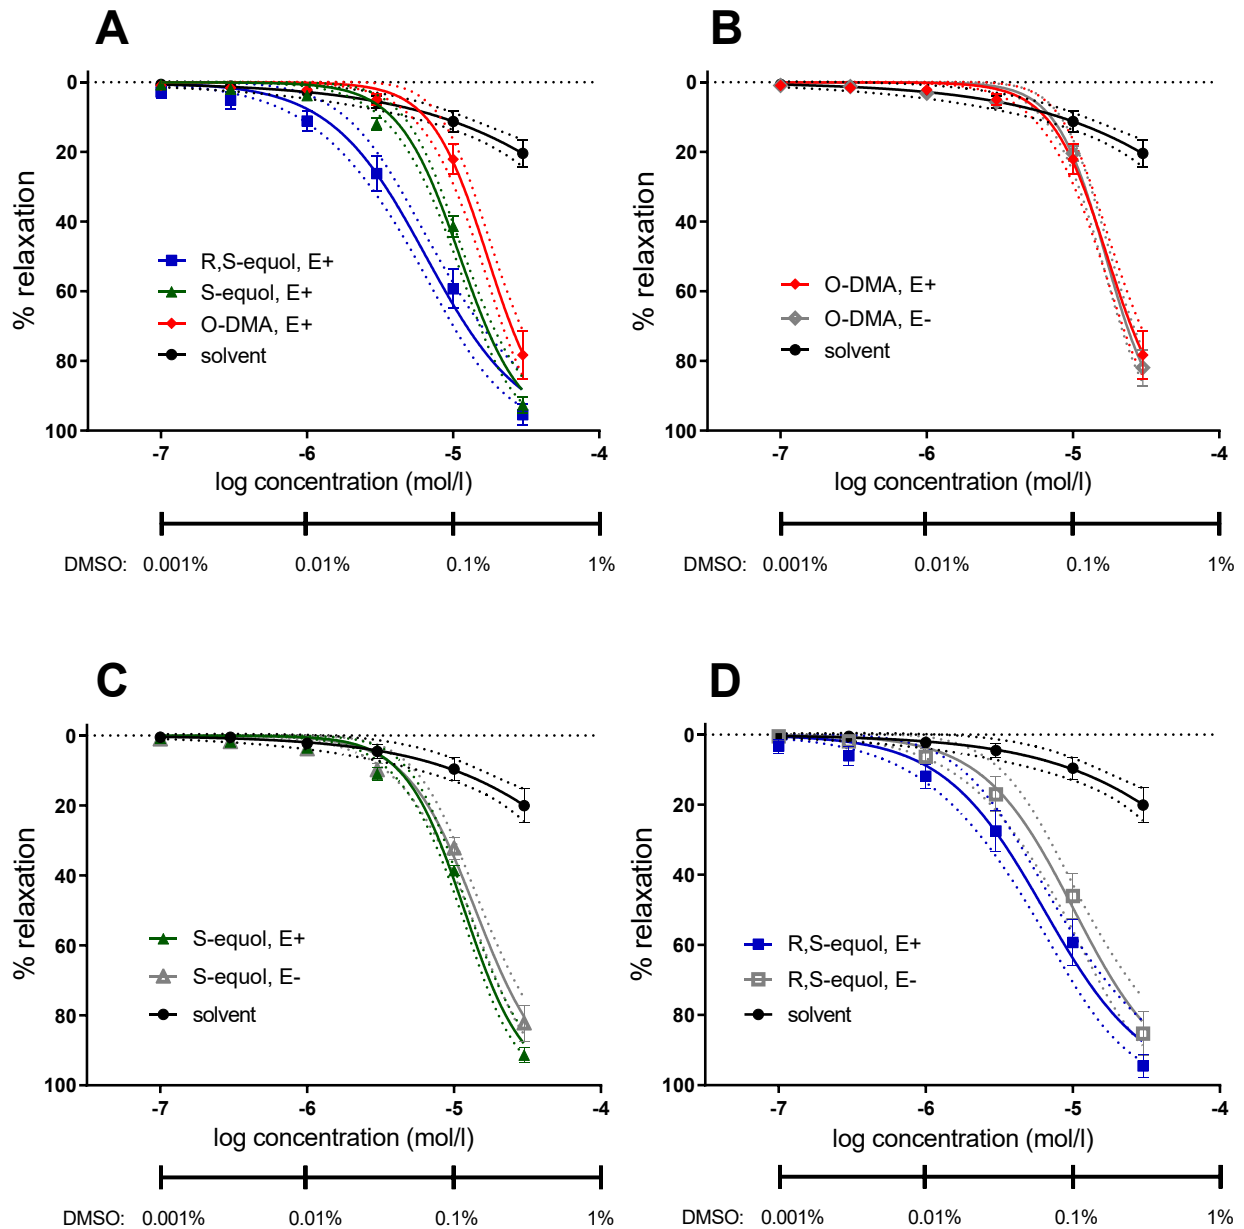 A
0
20
40
60
80
100
% relaxation
R,S-equol, E+
S-equol, E+
O-DMA, E+
solvent
-7 -6 -5 -4
log concentration (mol/l)
DMSO: 0.001% 0.01% 0.1% 1%
B
0
20
40
60
80
100
% relaxation
O-DMA, E+
O-DMA, E-
solvent
-7 -6 -5 -4
log concentration (mol/l)
DMSO: 0.001% 0.01% 0.1% 1%
C
0
20
40
60
80
100
% relaxation
S-equol, E+
S-equol, E-
solvent
-7 -6 -5 -4
log concentration (mol/l)
DMSO: 0.001% 0.01% 0.1% 1%
D
0
20
40
60
80
100
% relaxation
R,S-equol, E+
R,S-equol, E-
solvent
-7 -6 -5 -4
log concentration (mol/l)
DMSO: 0.001% 0.01% 0.1% 1%